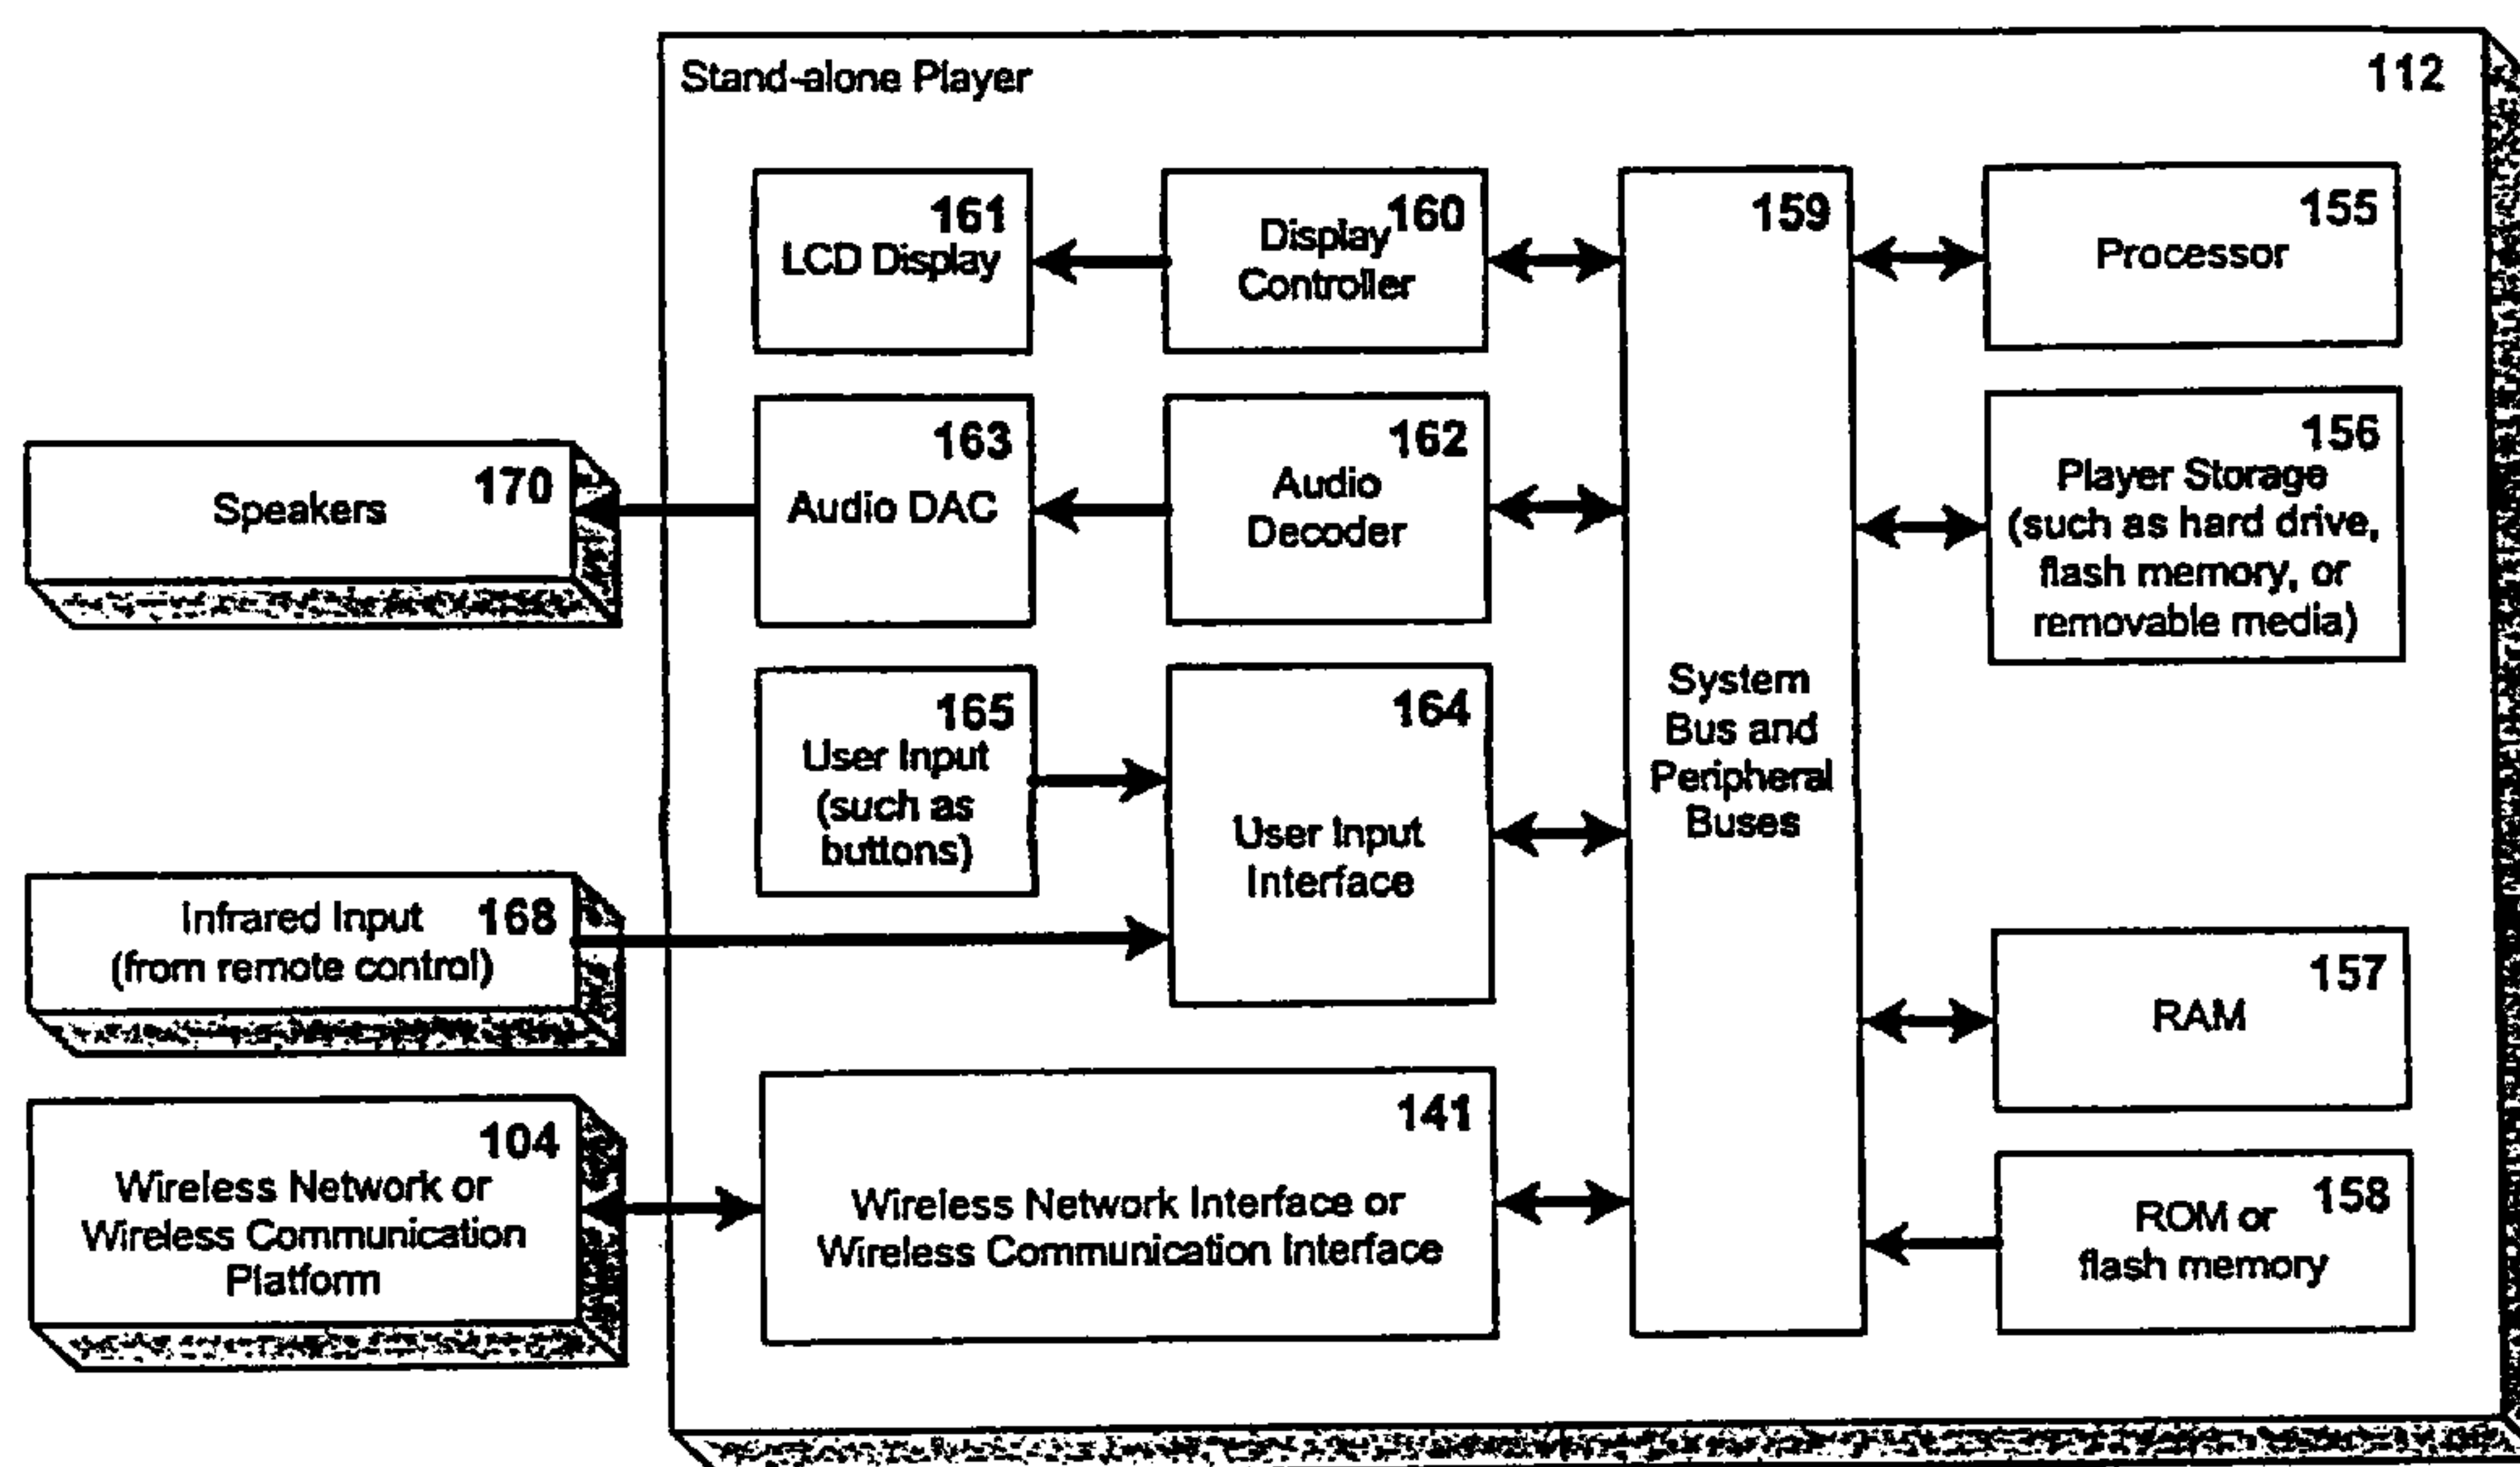 Stand-alone Player
112
161
LCD Display
160
Display
Controller
159
System
Bus and
Peripheral
Buses
155
Processor
170
Speakers
163
Audio DAC
162
Audio
Decoder
156
Player Storage
(such as hard drive,
flash memory, or
removable media)
165
User Input
(such as
buttons)
164
User Input
Interface
168
Infrared Input
(from remote control)
157
RAM
104
Wireless Network or
Wireless Communication
Platform
141
Wireless Network Interface or
Wireless Communication Interface
158
ROM or
flash memory